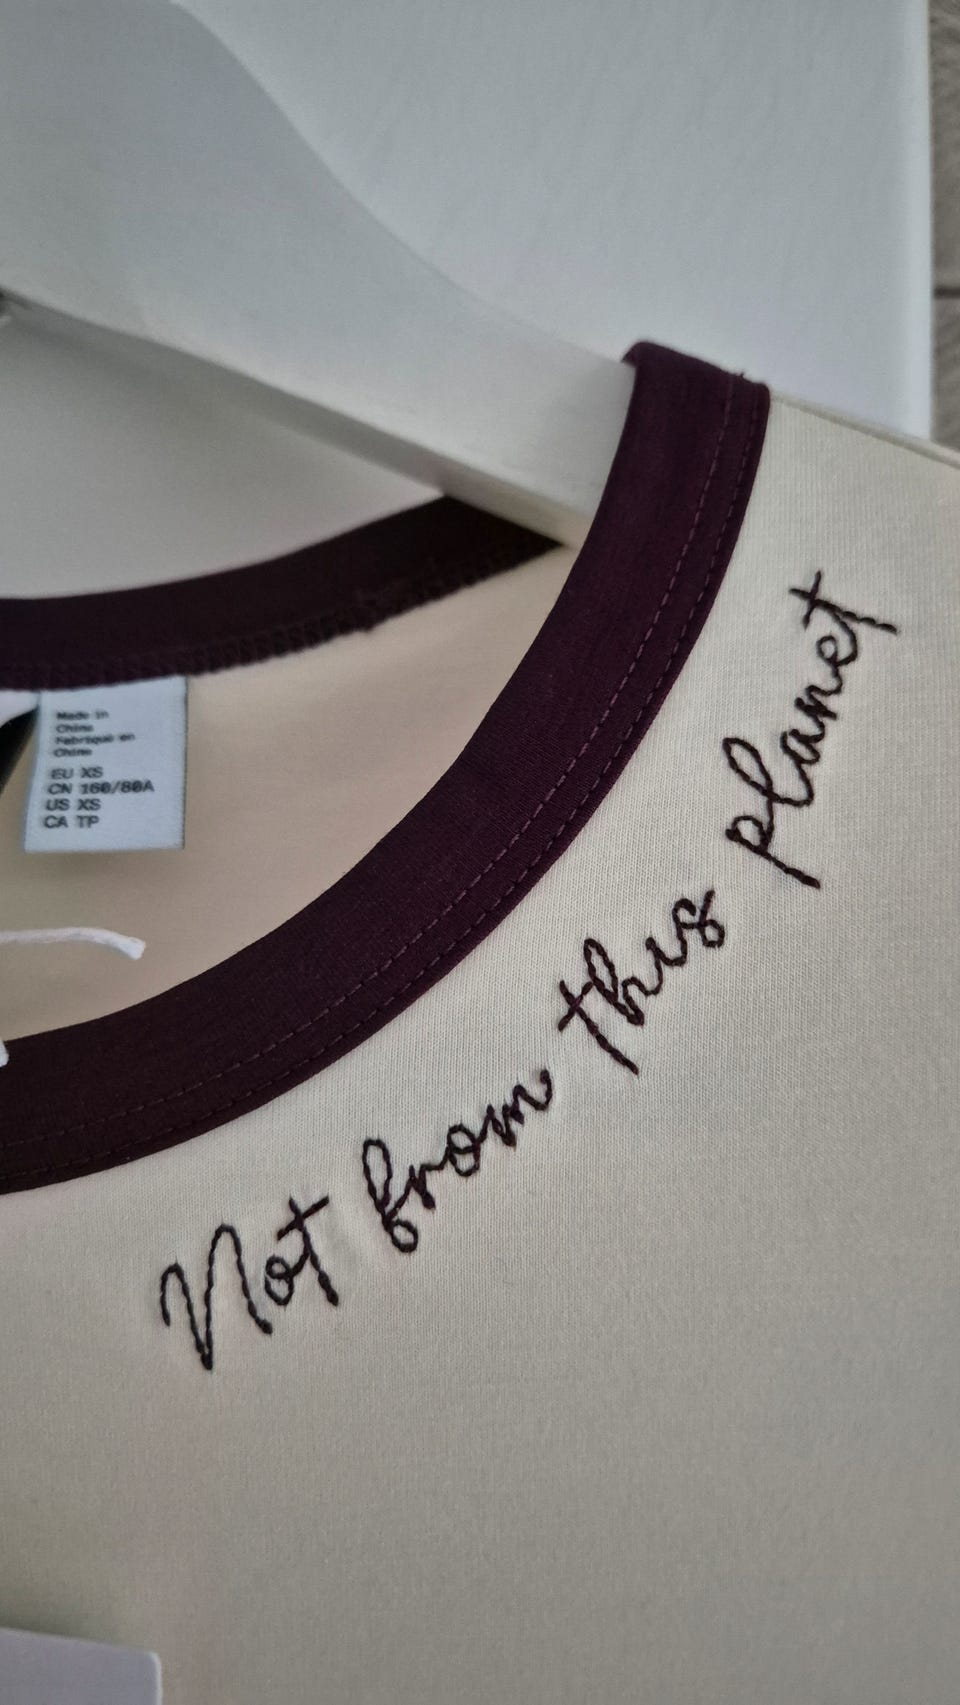 Made in
China
Fabriqué en
Chine
EU XS
CN 160/80A
US XS
CA TP
Not from this planet